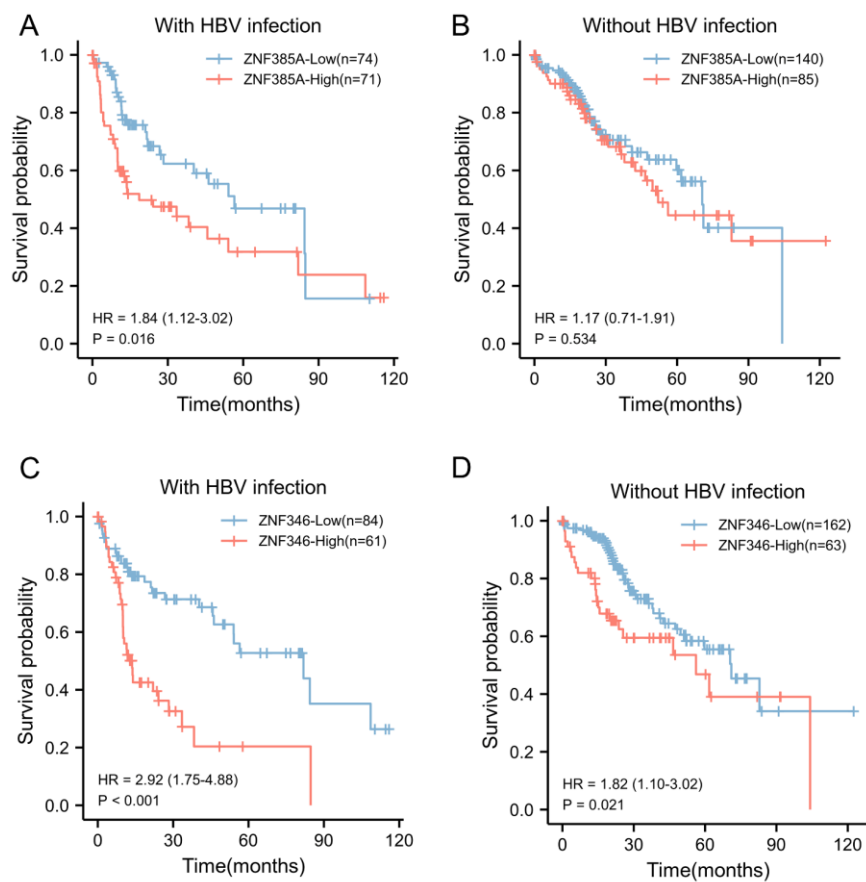 A
With HBV infection
ZNF385A-Low(n=74)
ZNF385A-High(n=71)
Survival probability
1.0
0.8
0.6
0.4
0.2
0.0
HR = 1.84 (1.12-3.02)
P = 0.016
0
30
60
90
120
Time(months)
B
Without HBV infection
ZNF385A-Low(n=140)
ZNF385A-High(n=85)
Survival probability
1.0
0.8
0.6
0.4
0.2
0.0
HR = 1.17 (0.71-1.91)
P = 0.534
0
30
60
90
120
Time(months)
C
With HBV infection
ZNF346-Low(n=84)
ZNF346-High(n=61)
Survival probability
1.0
0.8
0.6
0.4
0.2
0.0
HR = 2.92 (1.75-4.88)
P < 0.001
0
30
60
90
120
Time(months)
D
Without HBV infection
ZNF346-Low(n=162)
ZNF346-High(n=63)
Survival probability
1.0
0.8
0.6
0.4
0.2
0.0
HR = 1.82 (1.10-3.02)
P = 0.021
0
30
60
90
120
Time(months)